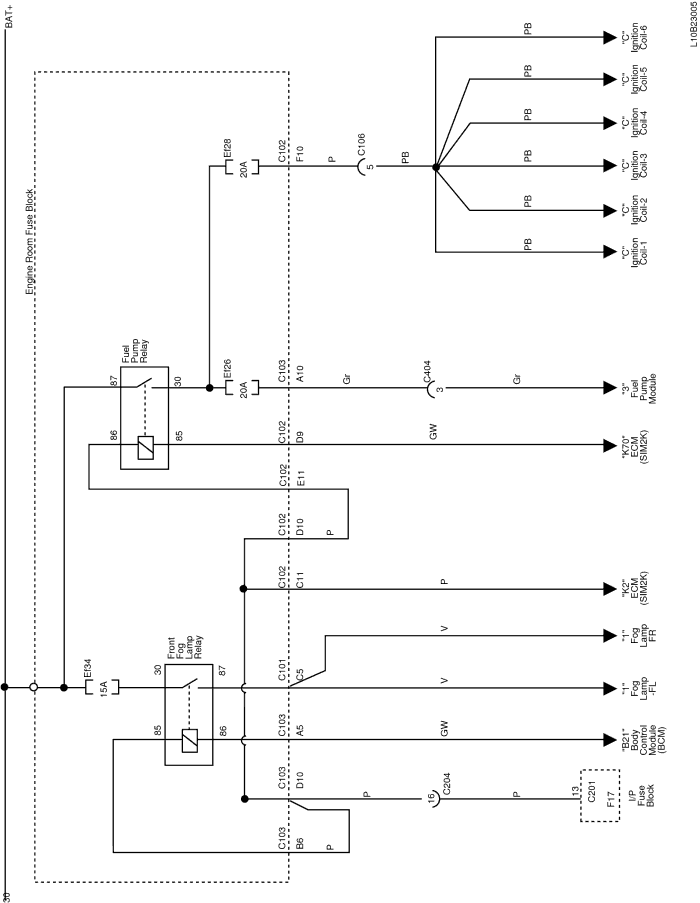 BAT+
30
L10B23005
Engine Room Fuse Block
Ef34
15A
Front
Fog
Lamp
Relay
30
87
85
86
Fuel
Pump
Relay
87
30
86
85
Ef26
20A
Ef28
20A
C103
B6
P
C103
D10
P
16
C204
P
13
C201
F17
I/P
Fuse
Block
C103
A5
GW
"B21"
Body
Control
Module
(BCM)
C101
C5
V
"1"
Fog
Lamp
-FL
V
"1"
Fog
Lamp
FR
C102
C11
P
"K2"
ECM
(SIM2K)
C102
D10
P
C102
E11
C102
D9
GW
"K70"
ECM
(SIM2K)
C103
A10
Gr
3
C404
Gr
"3"
Fuel
Pump
Module
C102
F10
P
5
C106
PB
PB
"C"
Ignition
Coil-1
PB
"C"
Ignition
Coil-2
PB
"C"
Ignition
Coil-3
PB
"C"
Ignition
Coil-4
PB
"C"
Ignition
Coil-5
PB
"C"
Ignition
Coil-6